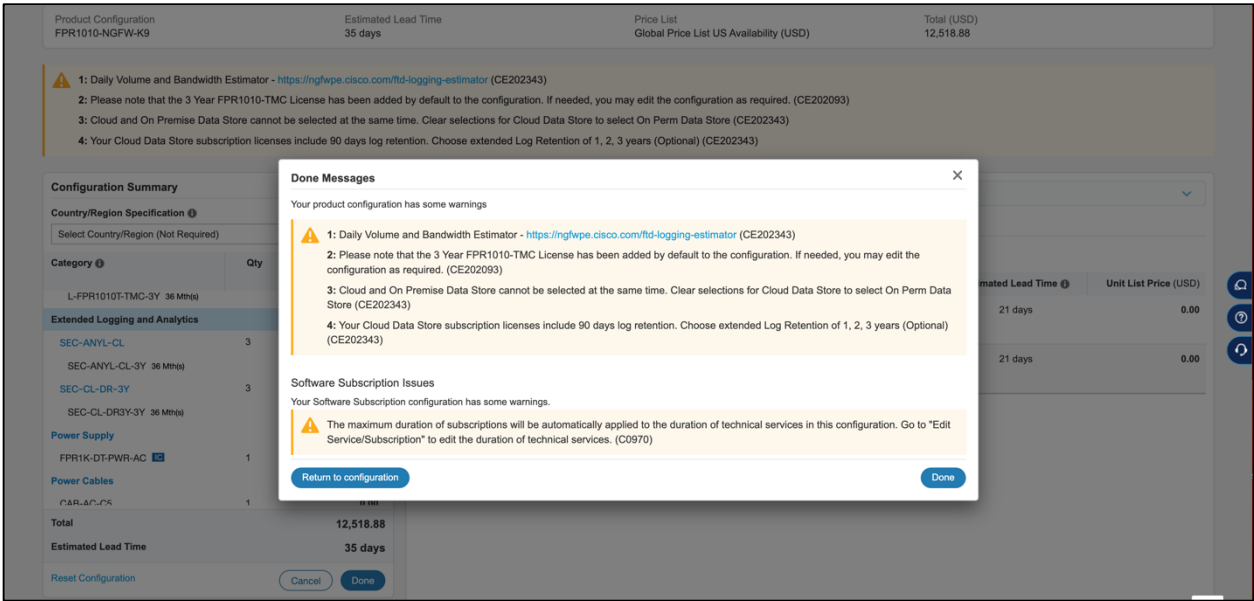 Product Configuration
FPR1010-NGFW-K9
Estimated Lead Time
35 days
Price List
Global Price List US Availability (USD)
Total (USD)
12,518.88
1: Daily Volume and Bandwidth Estimator - https://ngfwpe.cisco.com/ftd-logging-estimator (CE202343)
2: Please note that the 3 Year FPR1010-TMC License has been added by default to the configuration. If needed, you may edit the configuration as required. (CE202093)
3: Cloud and On Premise Data Store cannot be selected at the same time. Clear selections for Cloud Data Store to select On Perm Data Store (CE202343)
4: Your Cloud Data Store subscription licenses include 90 days log retention. Choose extended Log Retention of 1, 2, 3 years (Optional) (CE202343)
Configuration Summary
Country/Region Specification
Select Country/Region (Not Required)
Category
Qty
L-FPR1010T-TMC-3Y 36 Mth(s)
Extended Logging and Analytics
SEC-ANYL-CL 3
SEC-ANYL-CL-3Y 36 Mth(s)
SEC-CL-DR-3Y 3
SEC-CL-DR3Y-3Y 36 Mth(s)
Power Supply
FPR1K-DT-PWR-AC IC 1
Power Cables
CAB-AC-C5 1 0.00
Total 12,518.88
Estimated Lead Time 35 days
Reset Configuration
Cancel
Done
Done Messages
Your product configuration has some warnings
1: Daily Volume and Bandwidth Estimator - https://ngfwpe.cisco.com/ftd-logging-estimator (CE202343)
2: Please note that the 3 Year FPR1010-TMC License has been added by default to the configuration. If needed, you may edit the
configuration as required. (CE202093)
3: Cloud and On Premise Data Store cannot be selected at the same time. Clear selections for Cloud Data Store to select On Perm Data
Store (CE202343)
4: Your Cloud Data Store subscription licenses include 90 days log retention. Choose extended Log Retention of 1, 2, 3 years (Optional)
(CE202343)
Software Subscription Issues
Your Software Subscription configuration has some warnings.
The maximum duration of subscriptions will be automatically applied to the duration of technical services in this configuration. Go to "Edit
Service/Subscription" to edit the duration of technical services. (C0970)
Return to configuration
Done
mated Lead Time
Unit List Price (USD)
21 days 0.00
21 days 0.00